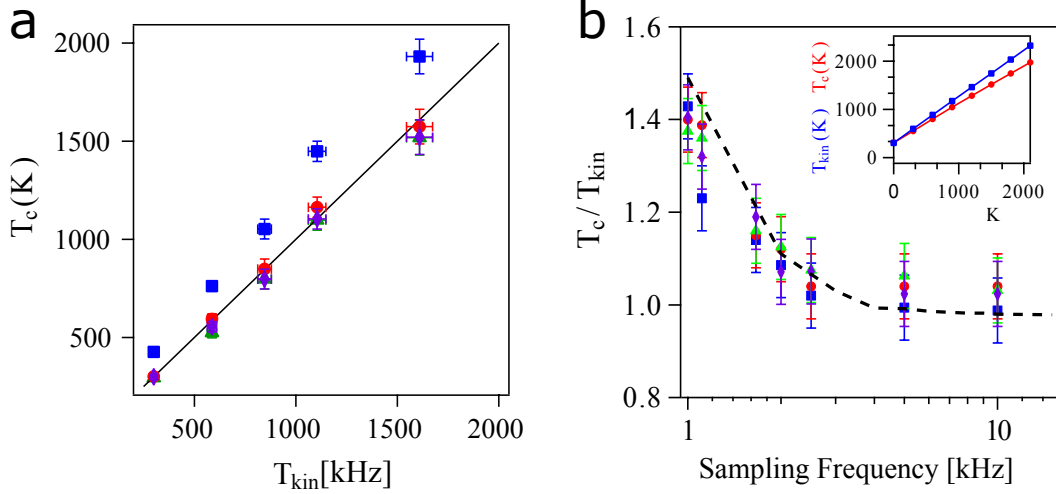 a
2000
1500
1000
500
T_c(K)
500
1000
1500
2000
T_kin[kHz]
b
1.6
1.4
1.2
1.0
0.8
T_c/T_kin
1
10
Sampling Frequency [kHz]
T_kin(K) T_c(K)
2000
1000
0
0
1000
2000
K